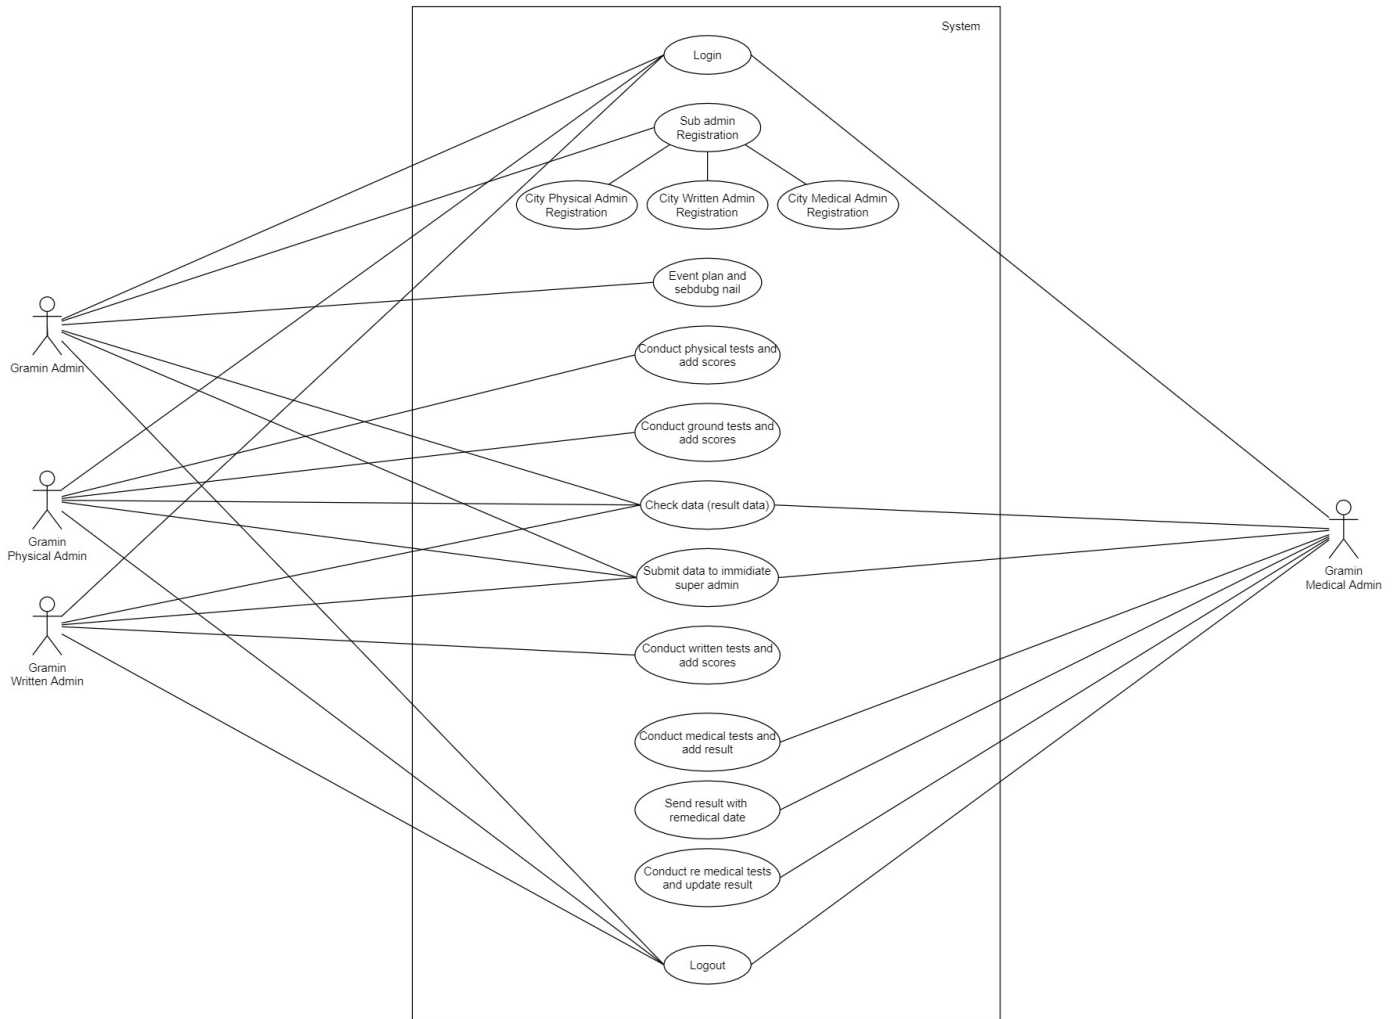 System
Login
Sub admin
Registration
City Physical Admin
Registration
City Written Admin
Registration
City Medical Admin
Registration
Event plan and
sebdubg nail
Gramin Admin
Conduct physical tests and
add scores
Conduct ground tests and
add scores
Gramin
Physical Admin
Check data (result data)
Gramin
Medical Admin
Submit data to immidiate
super admin
Gramin
Written Admin
Conduct written tests and
add scores
Conduct medical tests and
add result
Send result with
remedical date
Conduct re medical tests
and update result
Logout